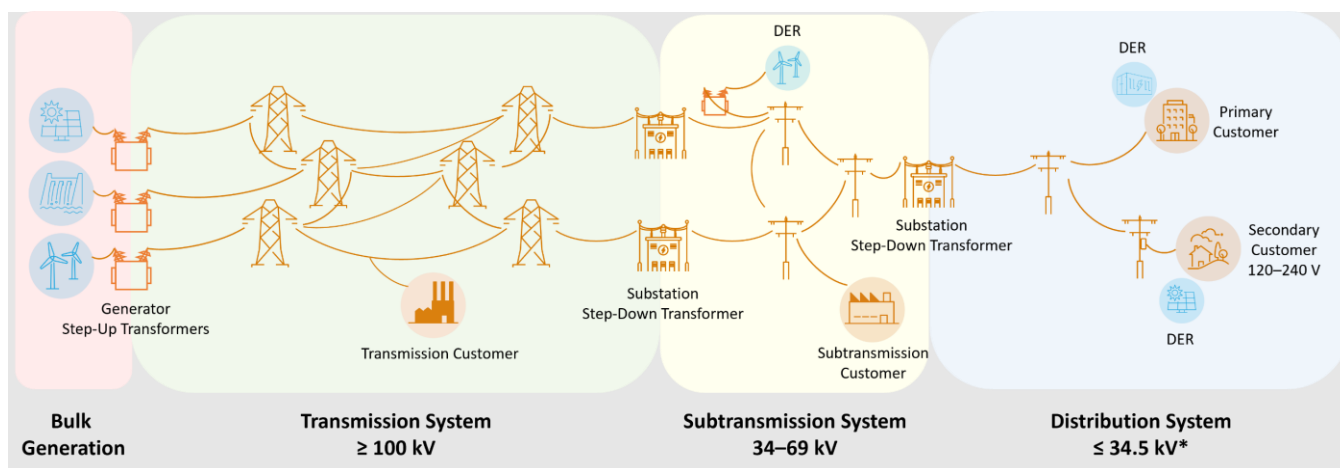 DER
DER
Primary
Customer
Substation
Step-Down Transformer
Secondary
Customer
120–240 V
Generator
Step-Up Transformers
Substation
Step-Down Transformer
DER
Transmission Customer
Subtransmission
Customer
Bulk
Generation
Transmission System
≥ 100 kV
Subtransmission System
34–69 kV
Distribution System
≤ 34.5 kV*